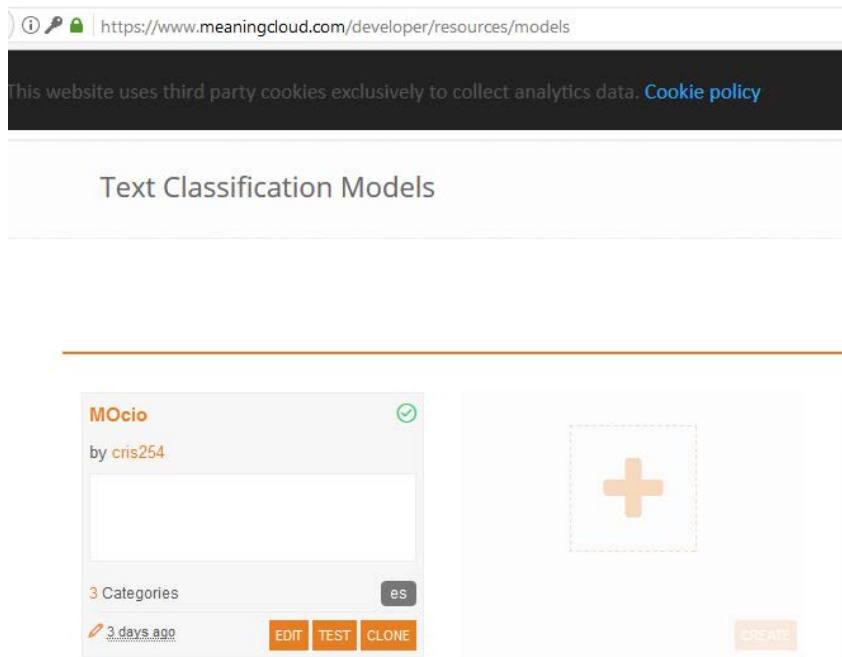 https://www.meaningcloud.com/developer/resources/models
This website uses third party cookies exclusively to collect analytics data. Cookie policy
Text Classification Models
MOcio
by cris254
3 Categories
es
3 days ago
EDIT
TEST
CLONE
CREATE